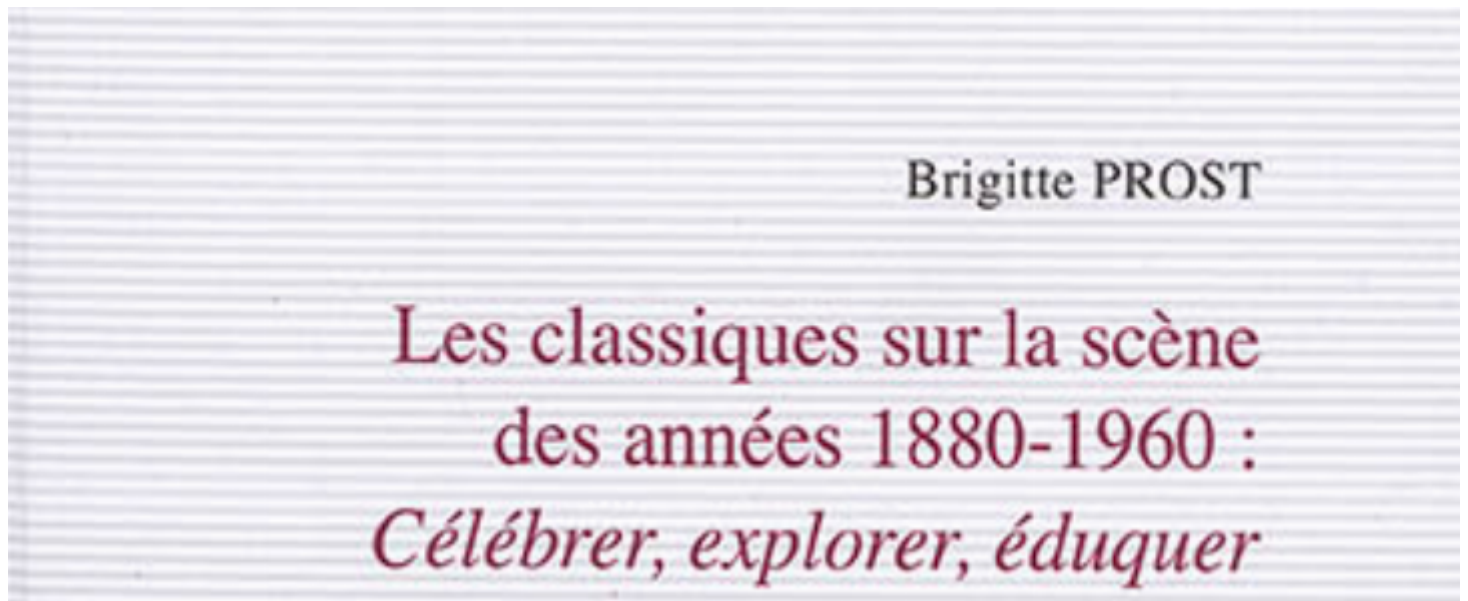 Brigitte PROST
Les classiques sur la scène
des années 1880-1960 :
Célébrer, explorer, éduquer